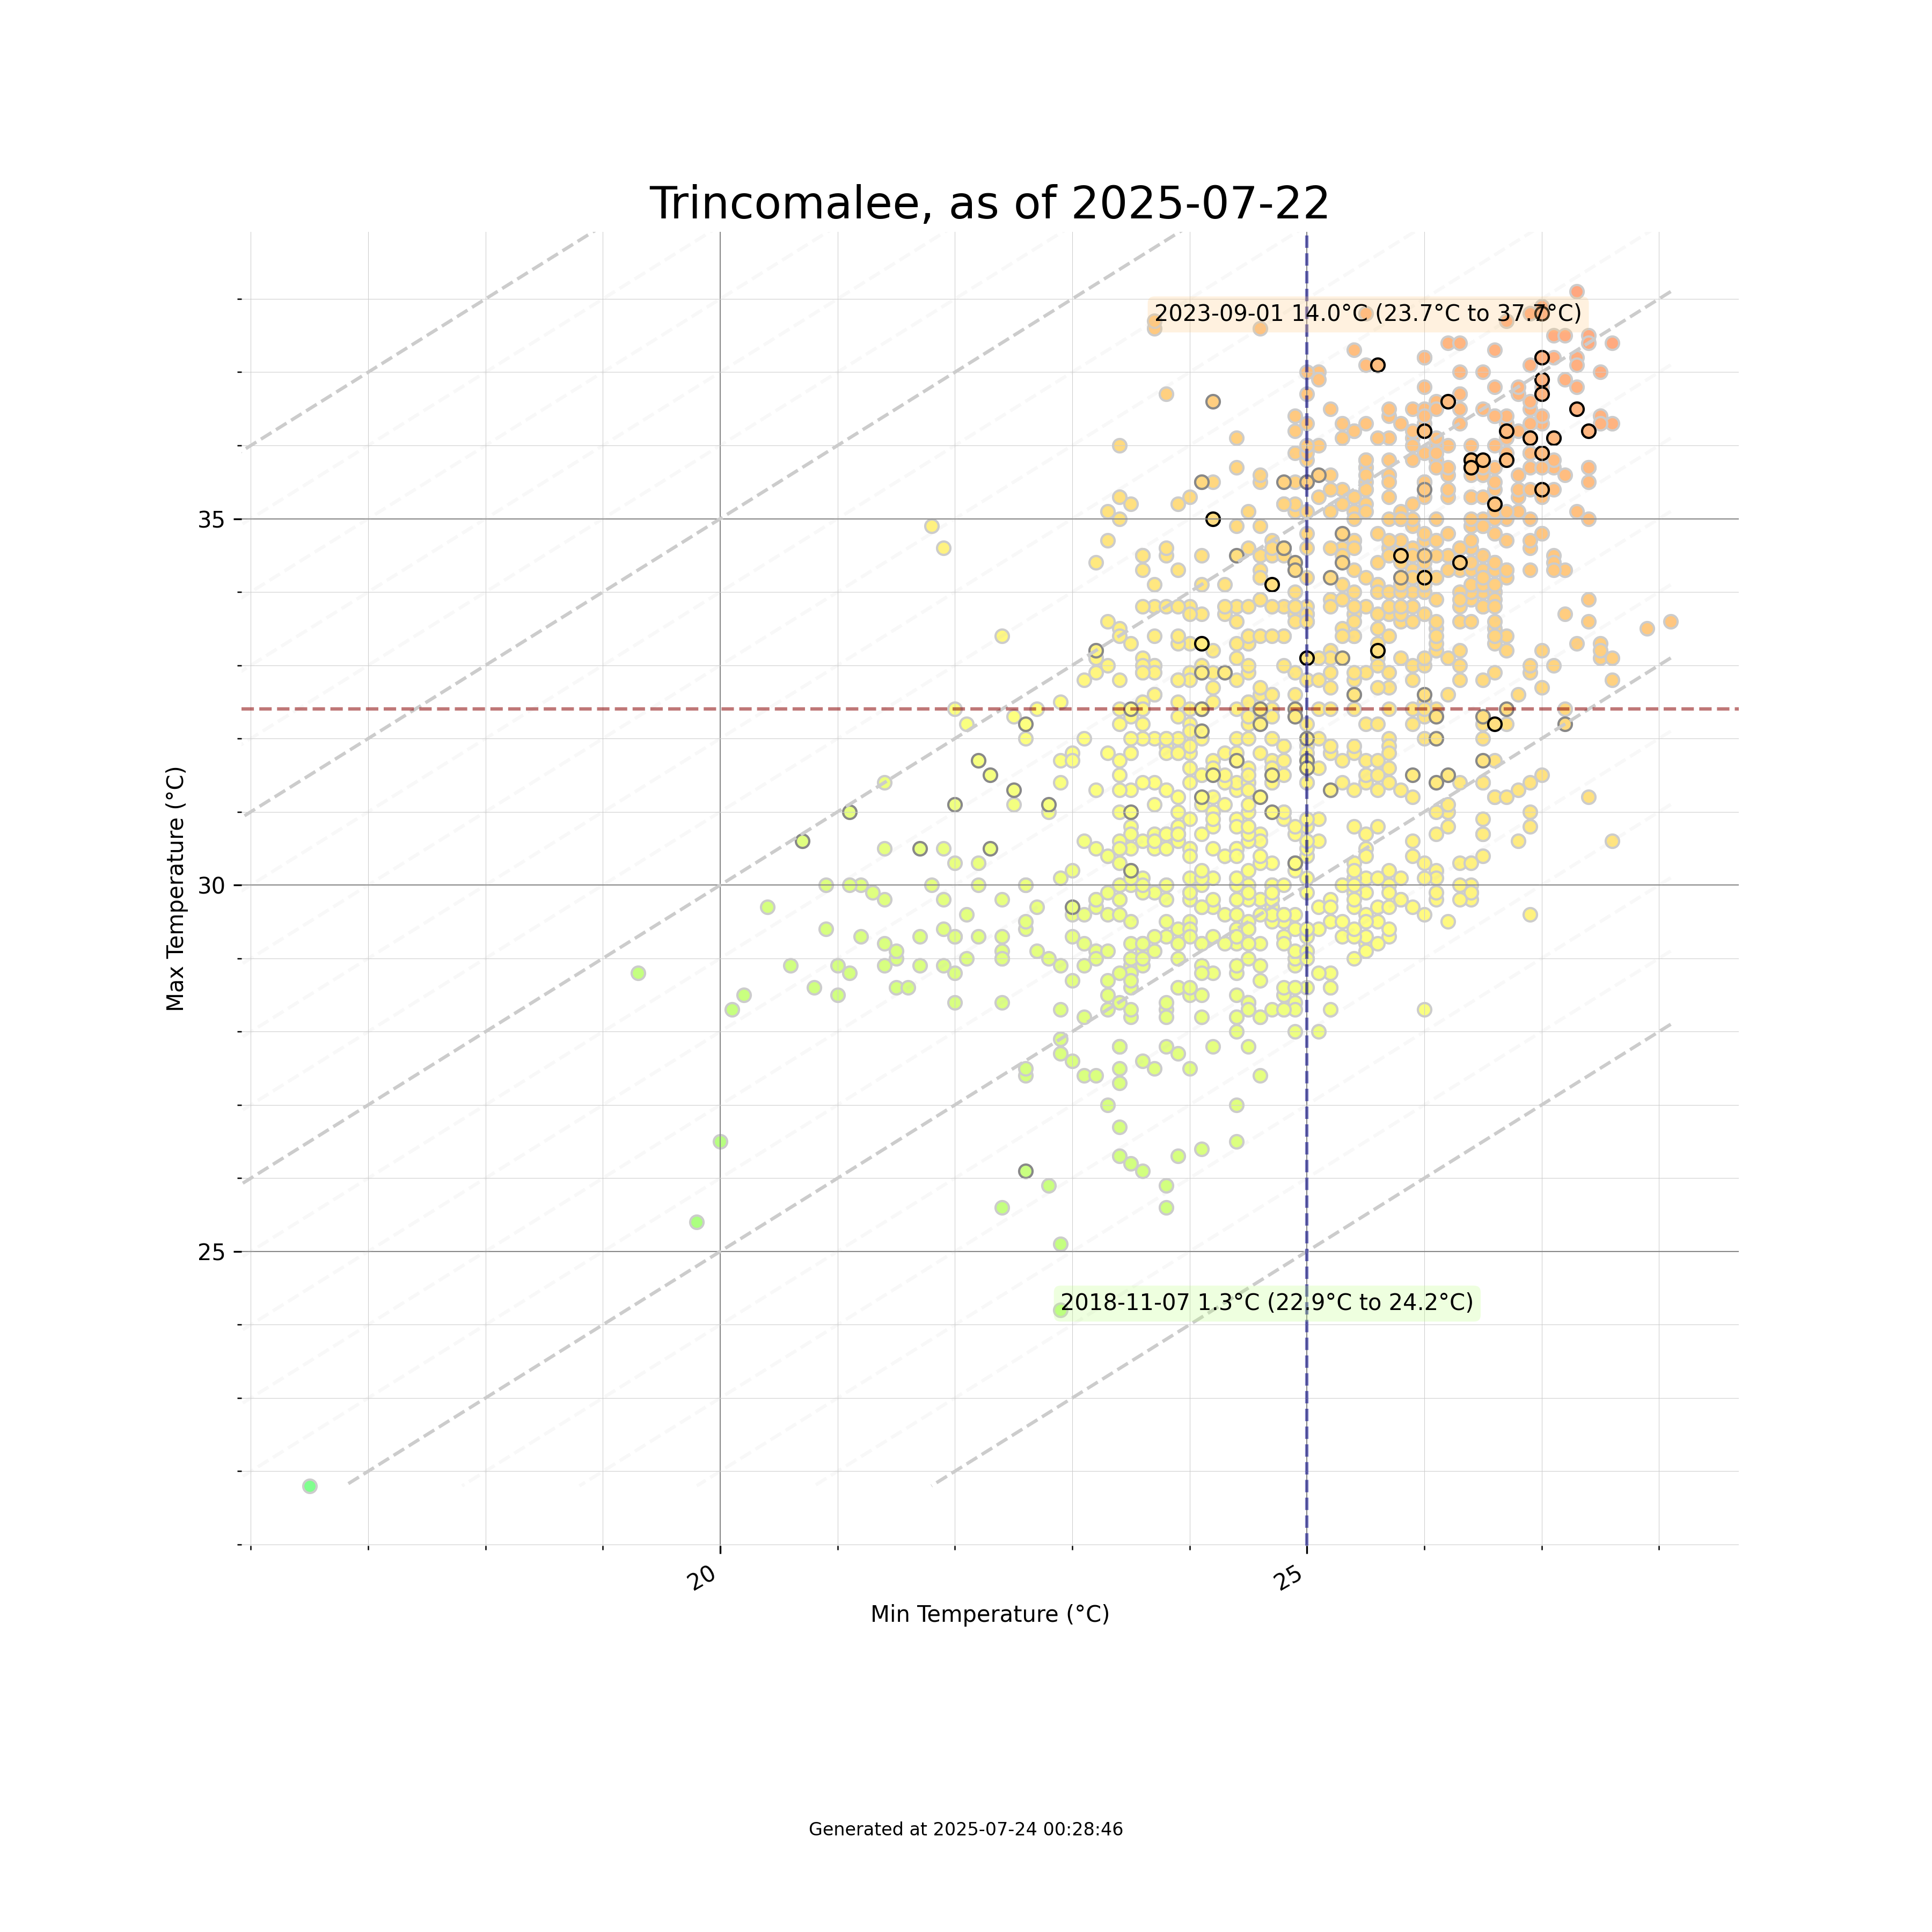 Trincomalee, as of 2025-07-22
2023-09-01 14.0°C (23.7°C to 37.7°C)
35
30
25
Max Temperature (°C)
2018-11-07 1.3°C (22.9°C to 24.2°C)
20
25
Min Temperature (°C)
Generated at 2025-07-24 00:28:46